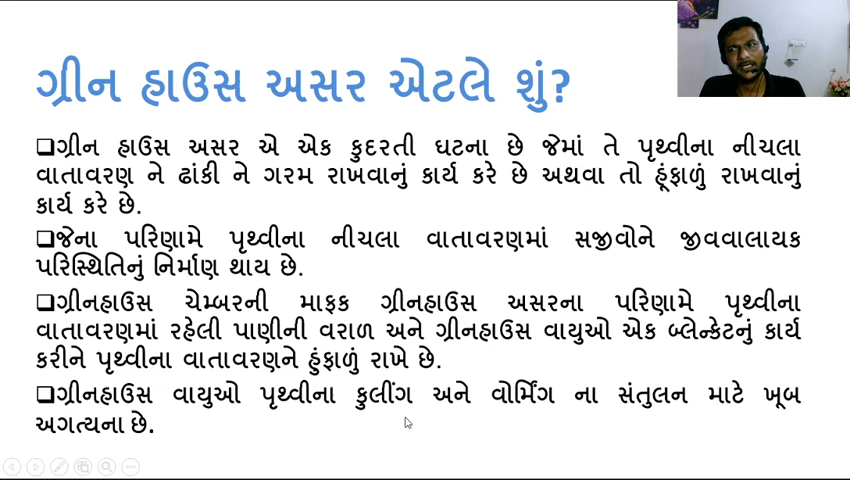 ગ્રીન હાઉસ અસર એટલે શું?
❑ગ્રીન હાઉસ અસર એ એક કુદરતી ઘટના છે જેમાં તે પૃથ્વીના નીચલા
વાતાવરણ ને ઢાંકી ને ગરમ રાખવાનું કાર્ય કરે છે અથવા તો હૂંફાળું રાખવાનું
કાર્ય કરે છે.
❑જેના પરિણામે પૃથ્વીના નીચલા વાતાવરણમાં સજીવોને જીવવાલાયક
પરિસ્થિતિનું નિર્માણ થાય છે.
❑ગ્રીનહાઉસ ચેમ્બરની માફક ગ્રીનહાઉસ અસરના પરિણામે પૃથ્વીના
વાતાવરણમાં રહેલી પાણીની વરાળ અને ગ્રીનહાઉસ વાયુઓ એક બ્લેન્કેટનું કાર્ય
કરીને પૃથ્વીના વાતાવરણને હુંફાળું રાખે છે.
❑ગ્રીનહાઉસ વાયુઓ પૃથ્વીના કુલીંગ અને વોર્મિંગ ના સંતુલન માટે ખૂબ
અગત્યના છે.